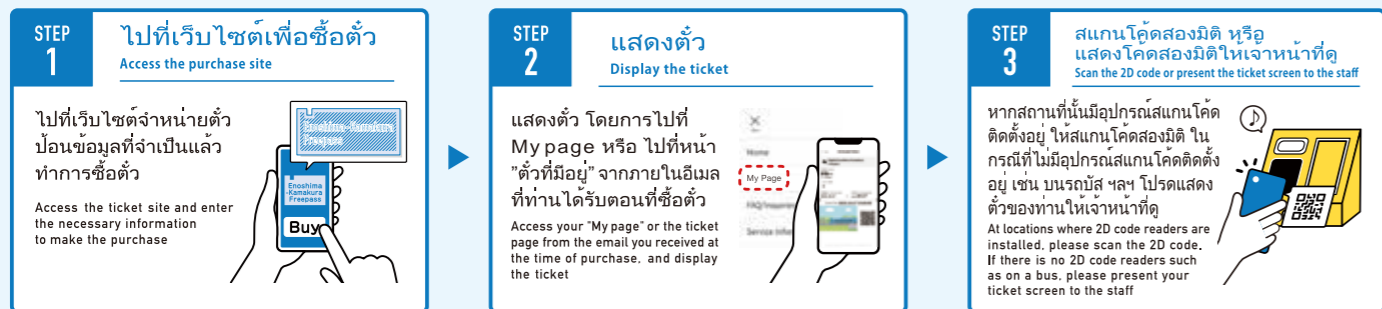 STEP
1
ไปที่เว็บไซต์เพื่อซื้อตั๋ว
Access the purchase site
ไปที่เว็บไซต์จำหน่ายตั๋ว
ป้อนข้อมูลที่จำเป็นแล้ว
ทำการซื้อตั๋ว
Access the ticket site and enter
the necessary information
to make the purchase
Enoshima-Kamakura
Freepass
Enoshima
-Kamakura
Freepass
Buy
STEP
2
แสดงตั๋ว
Display the ticket
แสดงตั๋ว โดยการไปที่
My page หรือ ไปที่หน้า
"ตั๋วที่มีอยู่" จากภายในอีเมล
ที่ท่านได้รับตอนที่ซื้อตั๋ว
Access your "My page" or the ticket
page from the email you received at
the time of purchase, and display
the ticket
Home
My Page
FAQ/Inquiries
STEP
3
สแกนโค้ดสองมิติ หรือ
แสดงโค้ดสองมิติให้เจ้าหน้าที่ดู
Scan the 2D code or present the ticket screen to the staff
หากสถานที่นั้นมีอุปกรณ์สแกนโค้ด
ติดตั้งอยู่ ให้สแกนโค้ดสองมิติ ใน
กรณีที่ไม่มีอุปกรณ์สแกนโค้ดติดตั้ง
อยู่ เช่น บนรถบัส ฯลฯ โปรดแสดง
ตั๋วของท่านให้เจ้าหน้าที่ดู
At locations where 2D code readers are
installed, please scan the 2D code.
If there is no 2D code readers such
as on a bus, please present your
ticket screen to the staff